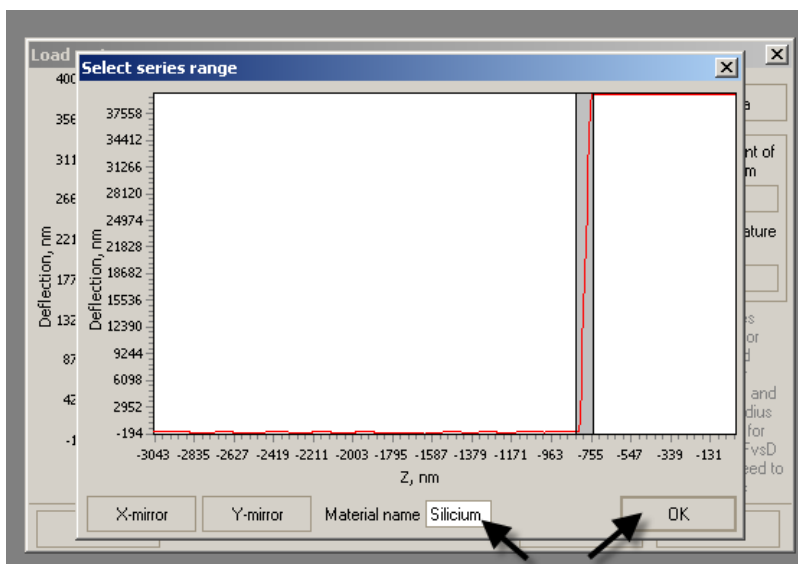 Load
Select series range
400
356
311
266
221
177
132
87
42
-1
Deflection, nm
37558
34412
31266
28120
24974
21828
18682
15536
12390
9244
6098
2952
-194
Deflection, nm
-3043 -2835 -2627 -2419 -2211 -2003 -1795 -1587 -1379 -1171 -963 -755 -547 -339 -131
Z, nm
X-mirror Y-mirror Material name Silicium OK
a
nt of
m
ature
es
or
d
and
dius
for
FvsD
eed to